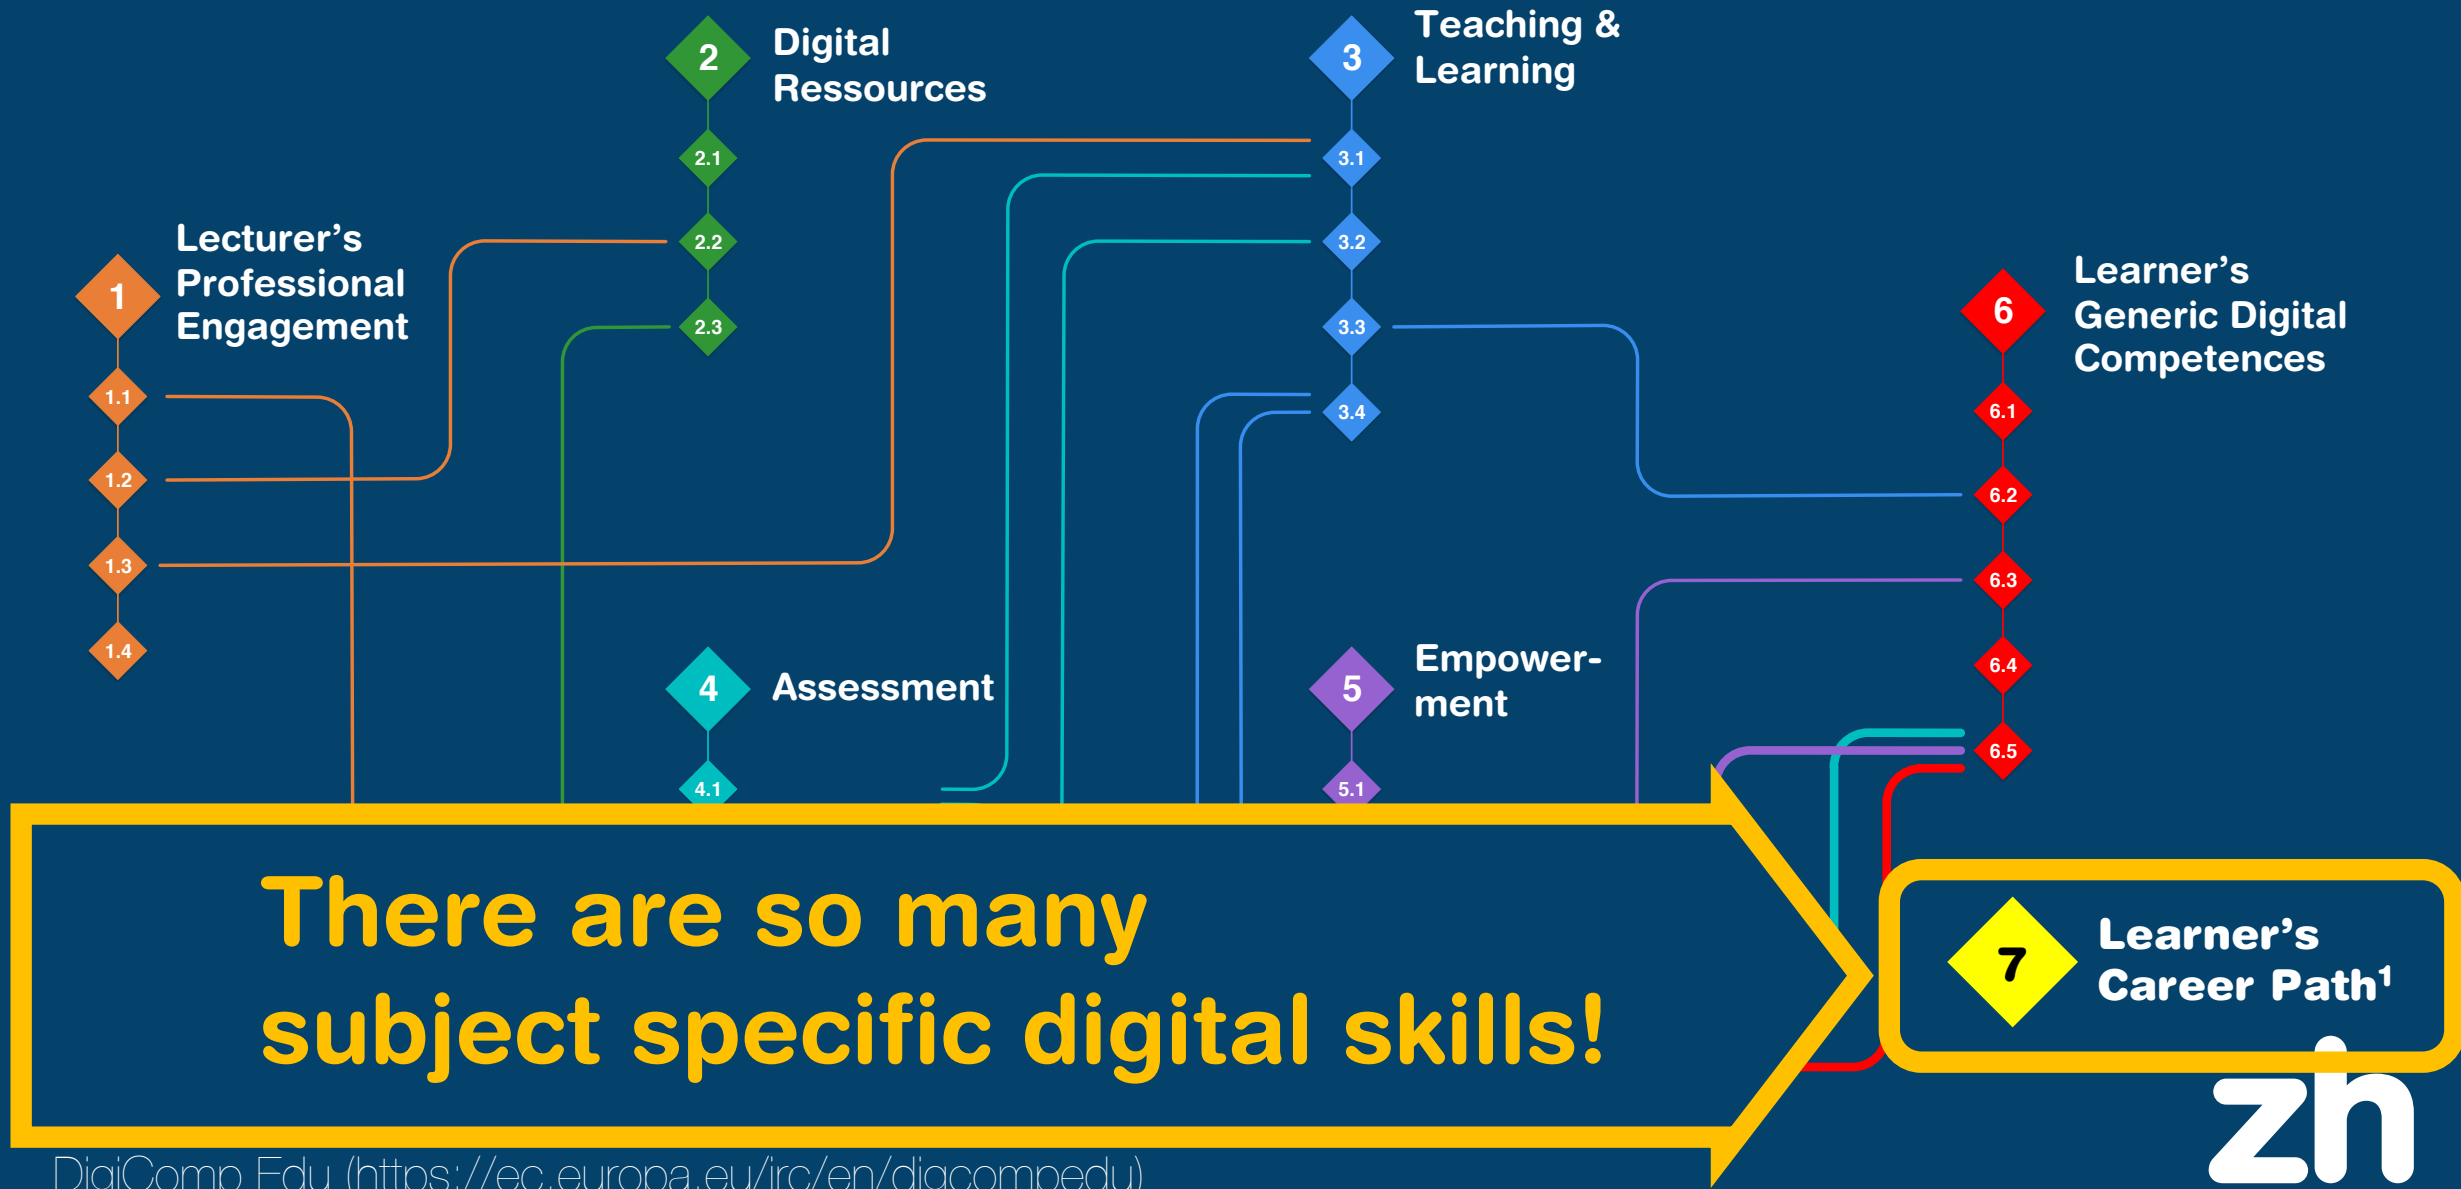 2
Digital
Ressources
2.1
2.2
2.3
3
Teaching &
Learning
3.1
3.2
3.3
3.4
1
Lecturer’s
Professional
Engagement
1.1
1.2
1.3
1.4
6
Learner’s
Generic Digital
Competences
6.1
6.2
6.3
6.4
6.5
4
Assessment
4.1
5
Empower-
ment
5.1
There are so many
subject specific digital skills!
7
Learner’s
Career Path¹
zh
DigiComp Edu (https://ec.europa.eu/jrc/en/digcompedu)